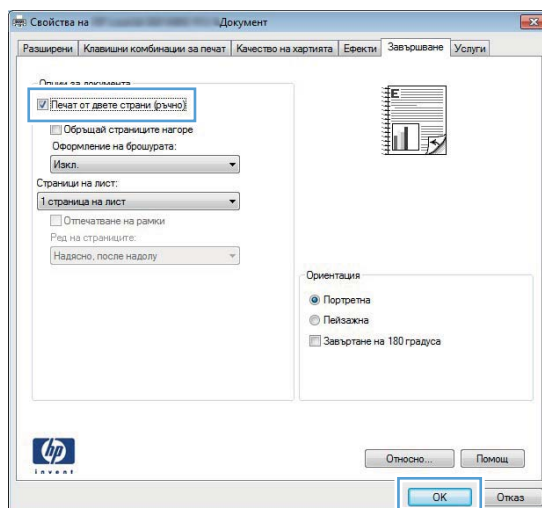 Свойства на Документ
Разширени Клавишни комбинации за печат Качество на хартията Ефекти Завършване Услуги
Опции за документа
Печат от двете страни (ръчно)
Обръщай страниците нагоре
Оформление на брошурата:
Изкл.
Страници на лист:
1 страница на лист
Отпечатване на рамки
Ред на страниците:
Надясно, после надолу
Ориентация
Портретна
Пейзажна
Завъртане на 180 градуса
hp
invent
Относно... Помощ
OK Отказ